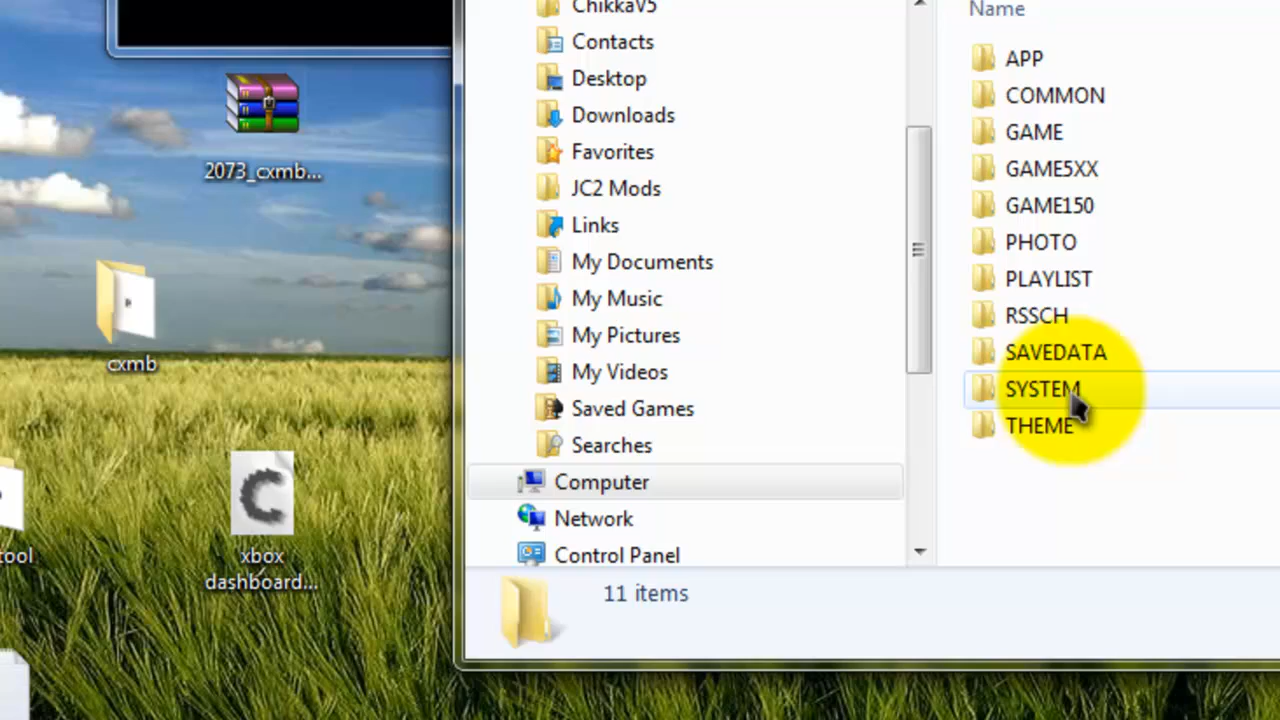 2073_cxmb...
cxmb
tool
xbox
dashboard...
ChikkaV5
Contacts
Desktop
Downloads
Favorites
JC2 Mods
Links
My Documents
My Music
My Pictures
My Videos
Saved Games
Searches
Computer
Network
Control Panel
Name
APP
COMMON
GAME
GAME5XX
GAME150
PHOTO
PLAYLIST
RSSCH
SAVEDATA
SYSTEM
THEME
11 items